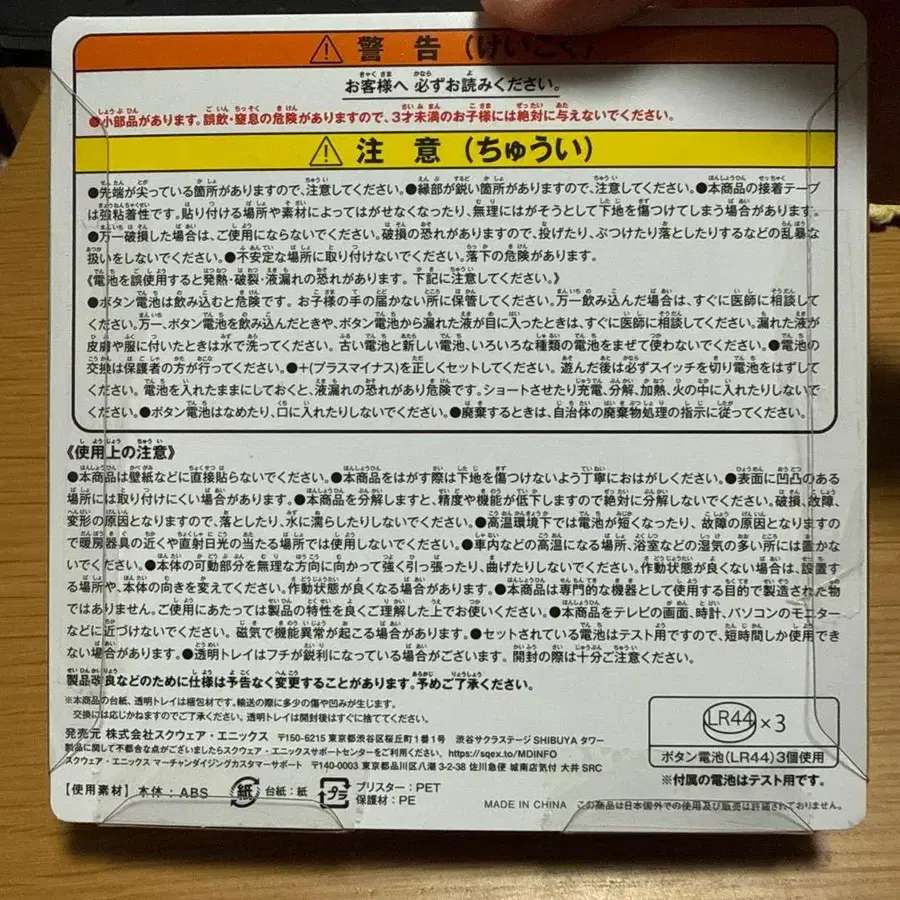 ⚠ 警 告 (けいこく)
お客様へ 必ずお読みください。
●小部品があります。誤飲・窒息の危険がありますので、3才未満のお子様には絶対に与えないでください。
⚠ 注 意 (ちゅうい)
●先端が尖っている箇所がありますので、注意してください。●縁部が鋭い箇所がありますので、注意してください。●本商品の接着テープ
は強粘着性です。貼り付ける場所や素材によってはがせなくなったり、無理にはがそうとして下地を傷つけてしまう場合があります。
●万一破損した場合は、ご使用にならないでください。破損の恐れがありますので、投げたり、ぶつけたり落としたりするなどの乱暴な
扱いをしないでください。●不安定な場所に取り付けないでください。落下の危険があります。
《電池を誤使用すると発熱・破裂・液漏れの恐れがあります。下記に注意してください。》
●ボタン電池は飲み込むと危険です。お子様の手の届かない所に保管してください。万一飲み込んだ場合は、すぐに医師に相談して
ください。万一、ボタン電池を飲み込んだときや、ボタン電池から漏れた液が目に入ったときは、すぐに医師に相談してください。漏れた液が
皮膚や服に付いたときは水で洗ってください。古い電池と新しい電池、いろいろな種類の電池をまぜて使わないでください。●電池の
交換は保護者の方が行ってください。●+(プラスマイナス)を正しくセットしてください。遊んだ後は必ずスイッチを切り電池をはずして
ください。電池を入れたままにしておくと、液漏れの恐れがあり危険です。ショートさせたり充電、分解、加熱、火の中に入れたりしないで
ください。●ボタン電池はなめたり、口に入れたりしないでください。●廃棄するときは、自治体の廃棄物処理の指示に従ってください。
《使用上の注意》
●本商品は壁紙などに直接貼らないでください。●本商品をはがす際は下地を傷つけないよう丁寧におはがしください。●表面に凹凸のある
場所には取り付けにくい場合があります。●本商品を分解しますと、精度や機能が低下しますので絶対に分解しないでください。破損、故障、
変形の原因となりますので、落としたり、水に濡らしたりしないでください。●高温環境下では電池が短くなったり、故障の原因となりますの
で暖房器具の近くや直射日光の当たる場所では使用しないでください。●車内などの高温になる場所、浴室などの湿気の多い所には置かな
いでください。●本体の可動部分を無理な方向に向かって強く引っ張ったり、曲げたりしないでください。作動状態が良くない場合は、設置す
る場所や、本体の向きを変えてください。作動状態が良くなる場合があります。●本商品は専門的な機器として使用する目的で製造された物
ではありません。ご使用にあたっては製品の特性を良くご理解した上でお使いください。●本商品をテレビの画面、時計、パソコンのモニター
などに近づけないでください。磁気で機能異常が起こる場合があります。●セットされている電池はテスト用ですので、短時間しか使用でき
ない場合があります。●透明トレイはフチが鋭利になっている場合がございます。開封の際は十分ご注意ください。
製品改良などのために仕様は予告なく変更することがあります。予めご了承ください。
※本商品の台紙、透明トレイは梱包材です。輸送の際に多少の傷や凹みが生じます。
交換には応じかねますのでご了承ください。透明トレイは開封後はすぐに捨ててください。
発売元 株式会社スクウェア・エニックス 〒150-6215 東京都渋谷区桜丘町1番1号 渋谷サクラステージ SHIBUYA タワー
製品に関して不都合な点がございましたらスクウェア・エニックスサポートセンターをご利用ください。https://sqex.to/MDINFO
スクウェア・エニックス マーチャンダイジングカスタマーサポート 〒140-0003 東京都品川区八潮 3-2-38 佐川急便 城南店気付 大井 SRC
LR44×3
ボタン電池(LR44)3個使用
※付属の電池はテスト用です。
【使用素材】本体:ABS 紙 台紙:紙 プラ ブリスター:PET
保護材:PE
MADE IN CHINA この商品は日本国外での使用及び販売は許諾されておりません。